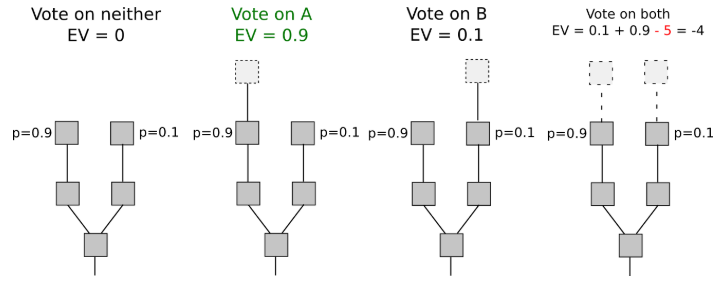 Vote on neither
EV = 0
Vote on A
EV = 0.9
Vote on B
EV = 0.1
Vote on both
EV = 0.1 + 0.9 - 5 = -4
p=0.9
p=0.1
p=0.9
p=0.1
p=0.9
p=0.1
p=0.9
p=0.1